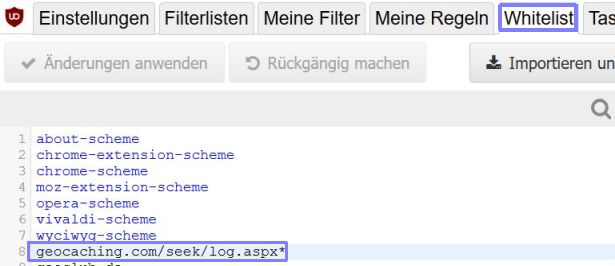 Einstellungen Filterlisten Meine Filter Meine Regeln Whitelist Tas
Änderungen anwenden Rückgängig machen Importieren un
1 about-scheme
2 chrome-extension-scheme
3 chrome-scheme
4 moz-extension-scheme
5 opera-scheme
6 vivaldi-scheme
7 wyciwyg-scheme
8 geocaching.com/seek/log.aspx*